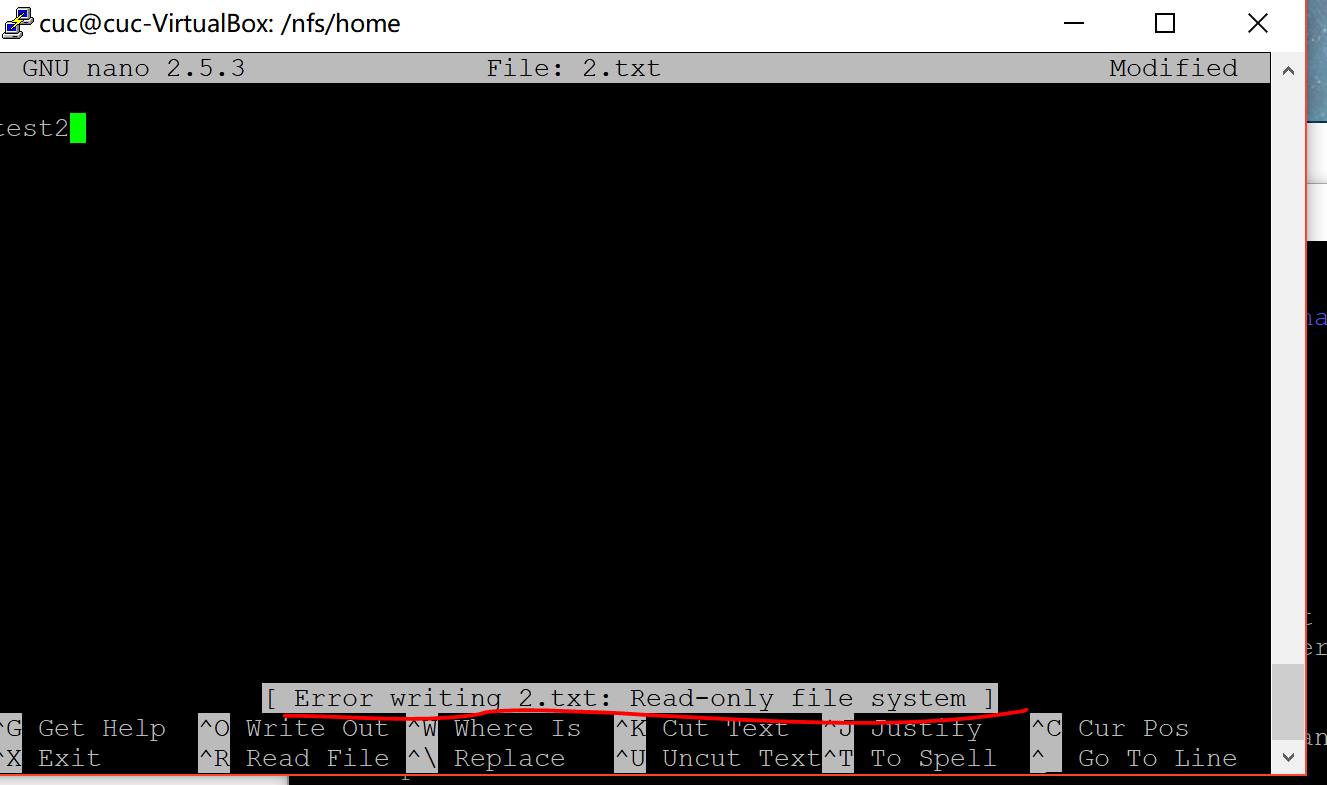 cuc@cuc-VirtualBox: /nfs/home
GNU nano 2.5.3 File: 2.txt Modified
test2
[ Error writing 2.txt: Read-only file system ]
^G Get Help ^O Write Out ^W Where Is ^K Cut Text ^J Justify ^C Cur Pos
^X Exit ^R Read File ^\ Replace ^U Uncut Text ^T To Spell ^_ Go To Line